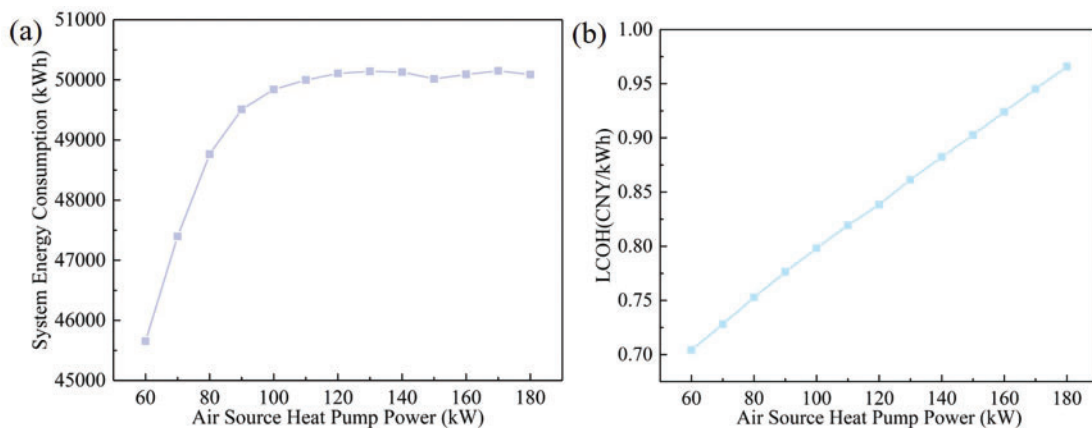 (a)
System Energy Consumption (kWh)
51000
50000
49000
48000
47000
46000
45000
60 80 100 120 140 160 180
Air Source Heat Pump Power (kW)
(b)
LCOH(CNY/kWh)
1.00
0.95
0.90
0.85
0.80
0.75
0.70
60 80 100 120 140 160 180
Air Source Heat Pump Power (kW)